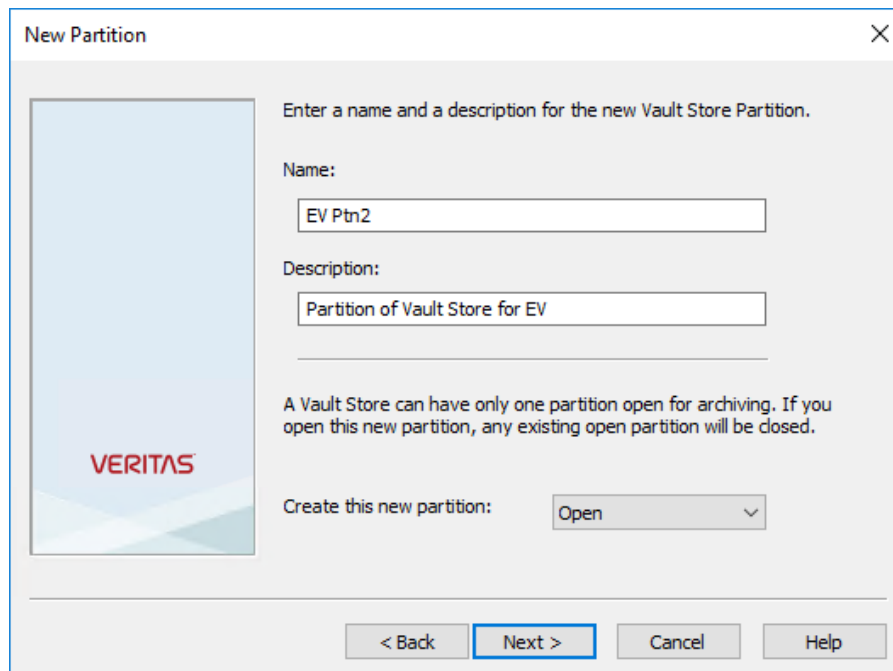 New Partition
Enter a name and a description for the new Vault Store Partition.
Name:
EV Ptn2
Description:
Partition of Vault Store for EV
A Vault Store can have only one partition open for archiving. If you
open this new partition, any existing open partition will be closed.
VERITAS
Create this new partition:
Open
< Back
Next >
Cancel
Help